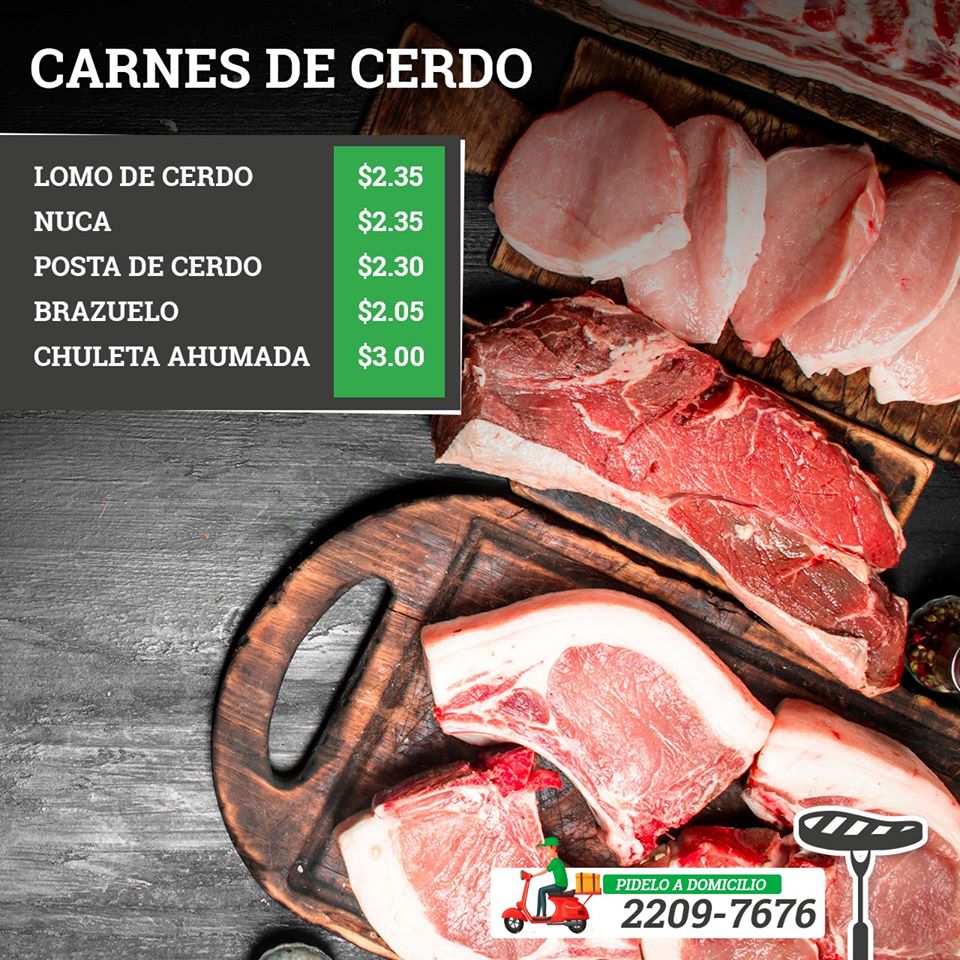 CARNES DE CERDO
LOMO DE CERDO $2.35
NUCA $2.35
POSTA DE CERDO $2.30
BRAZUELO $2.05
CHULETA AHUMADA $3.00
PIDELO A DOMICILIO
2209-7676